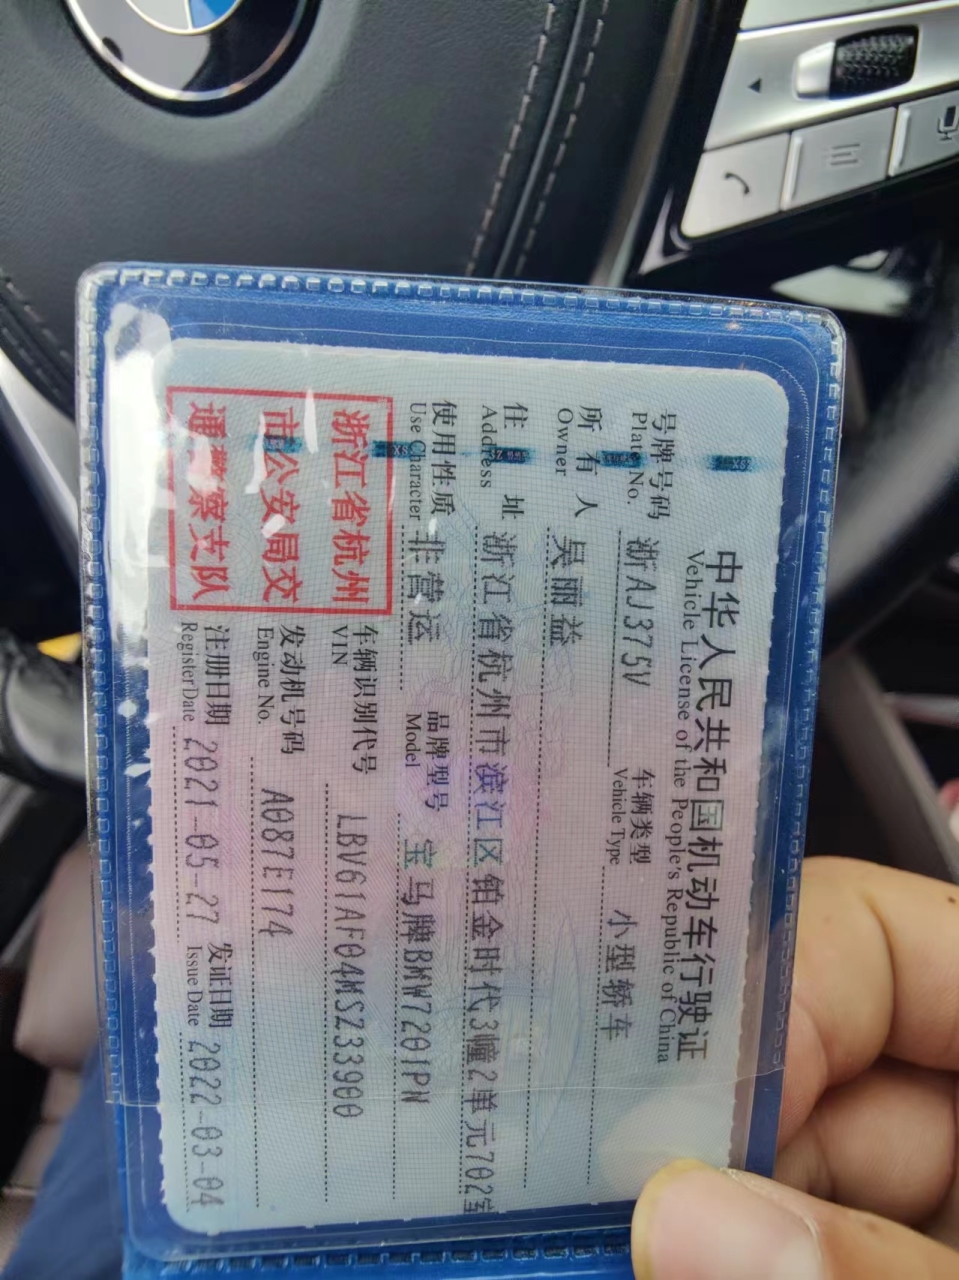 中华人民共和国机动车行驶证
Vehicle License of the People's Republic of China
号牌号码 浙AJ375V 车辆类型 小型轿车
Plate No. Vehicle Type
所有人 吴丽益
Owner
住址 浙江省杭州市滨江区铂金时代3幢2单元702室
Address
使用性质 非营运 品牌型号 宝马牌BMW7201PN
Use Character Model
浙江省杭州
市公安局交
通警察支队
车辆识别代号 LBV61AF04MSZ33900
VIN
发动机号码 A087E174
Engine No.
注册日期 2021-05-27 发证日期 2022-03-04
Register Date Issue Date